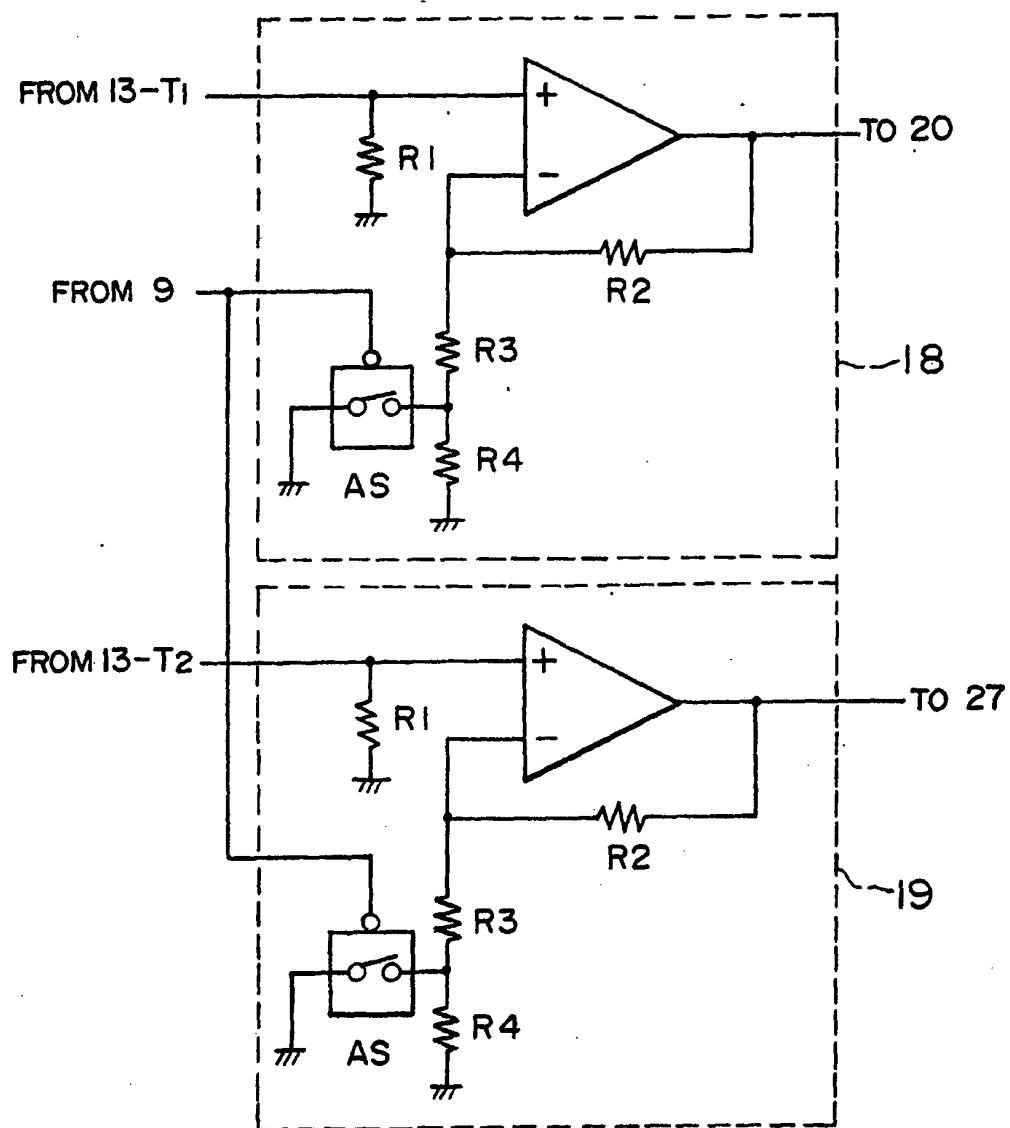 FROM 13-T1
+
TO 20
R1
-
R2
FROM 9
R3
18
AS
R4
FROM 13-T2
+
TO 27
R1
-
R2
19
R3
AS
R4